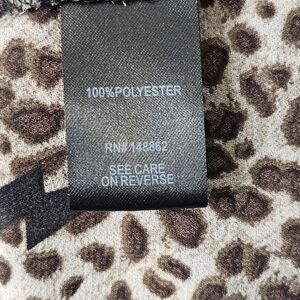 100%POLYESTER
RN# 148862
SEE CARE
ON REVERSE